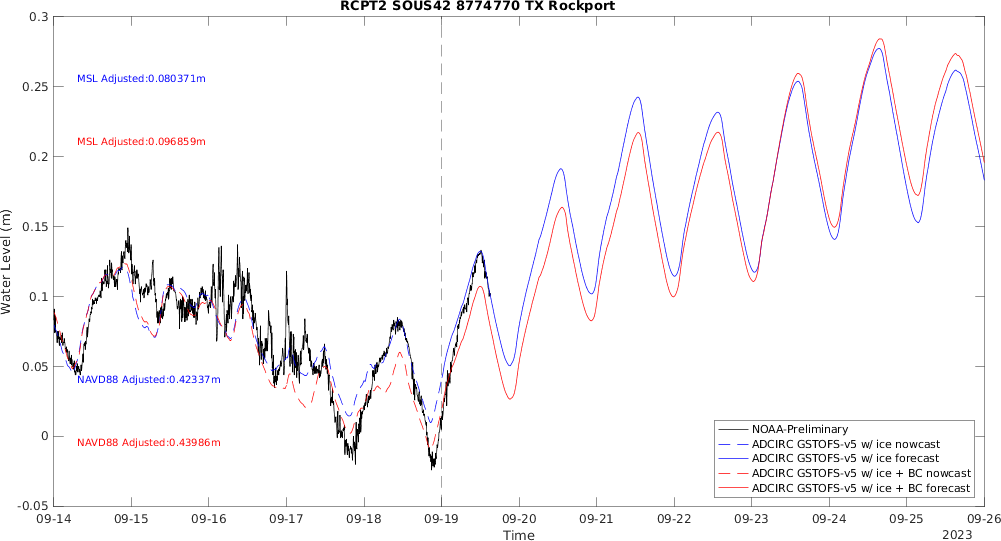 RCPT2 SOUS42 8774770 TX Rockport
0.3
0.25
0.2
0.15
0.1
0.05
0
-0.05
Water Level (m)
MSL Adjusted:0.080371m
MSL Adjusted:0.096859m
NAVD88 Adjusted:0.42337m
NAVD88 Adjusted:0.43986m
NOAA-Preliminary
ADCIRC GSTOFS-v5 w/ ice nowcast
ADCIRC GSTOFS-v5 w/ ice forecast
ADCIRC GSTOFS-v5 w/ ice + BC nowcast
ADCIRC GSTOFS-v5 w/ ice + BC forecast
09-14 09-15 09-16 09-17 09-18 09-19 09-20 09-21 09-22 09-23 09-24 09-25 09-26
Time
2023